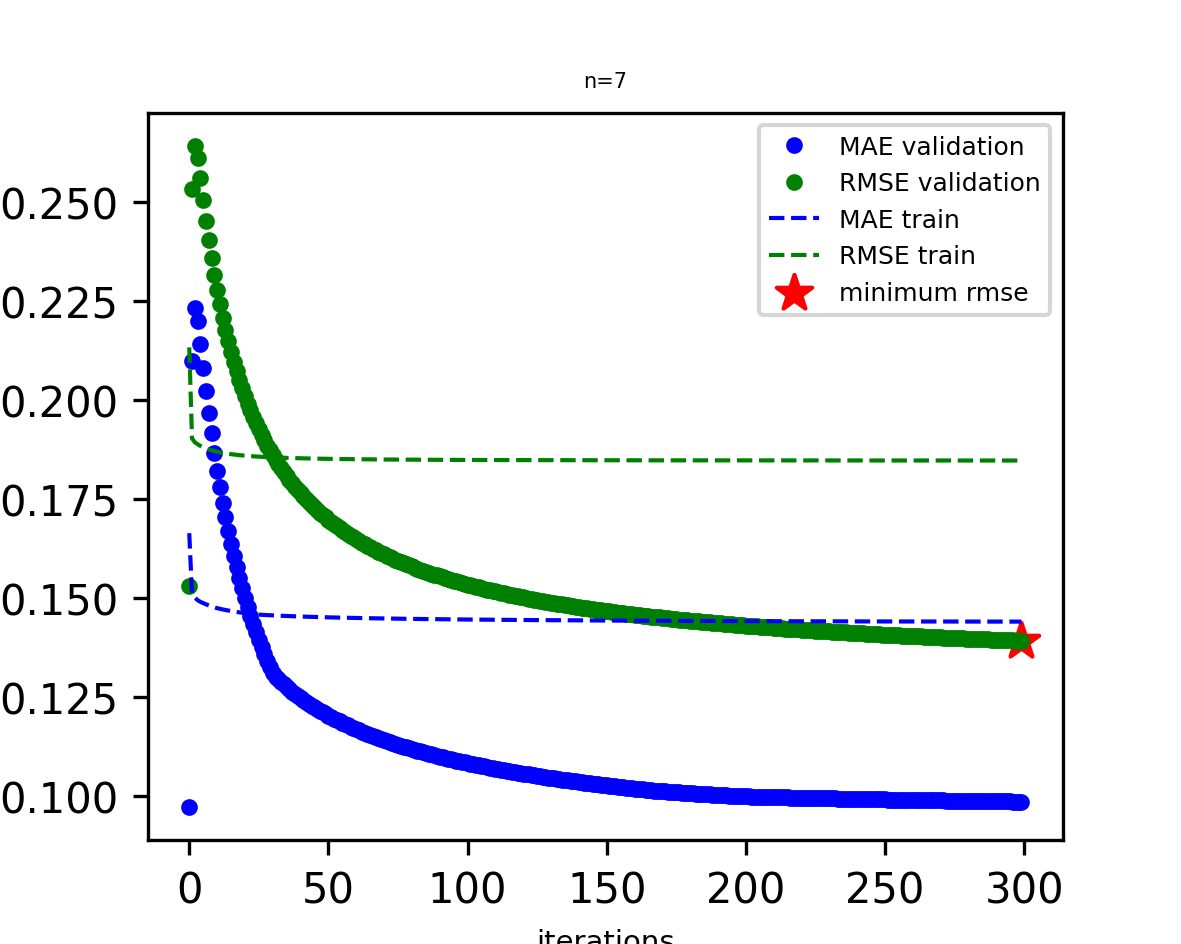 n=7
MAE validation
RMSE validation
MAE train
RMSE train
minimum rmse
0.250
0.225
0.200
0.175
0.150
0.125
0.100
0 50 100 150 200 250 300
iterations